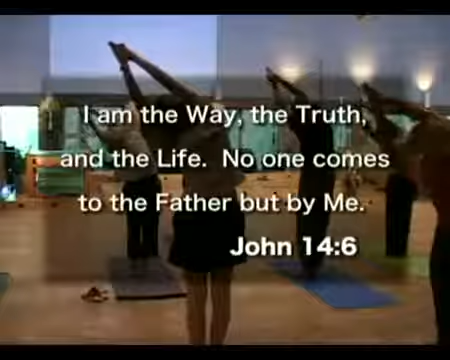 I am the Way, the Truth,
and the Life. No one comes
to the Father but by Me.
John 14:6